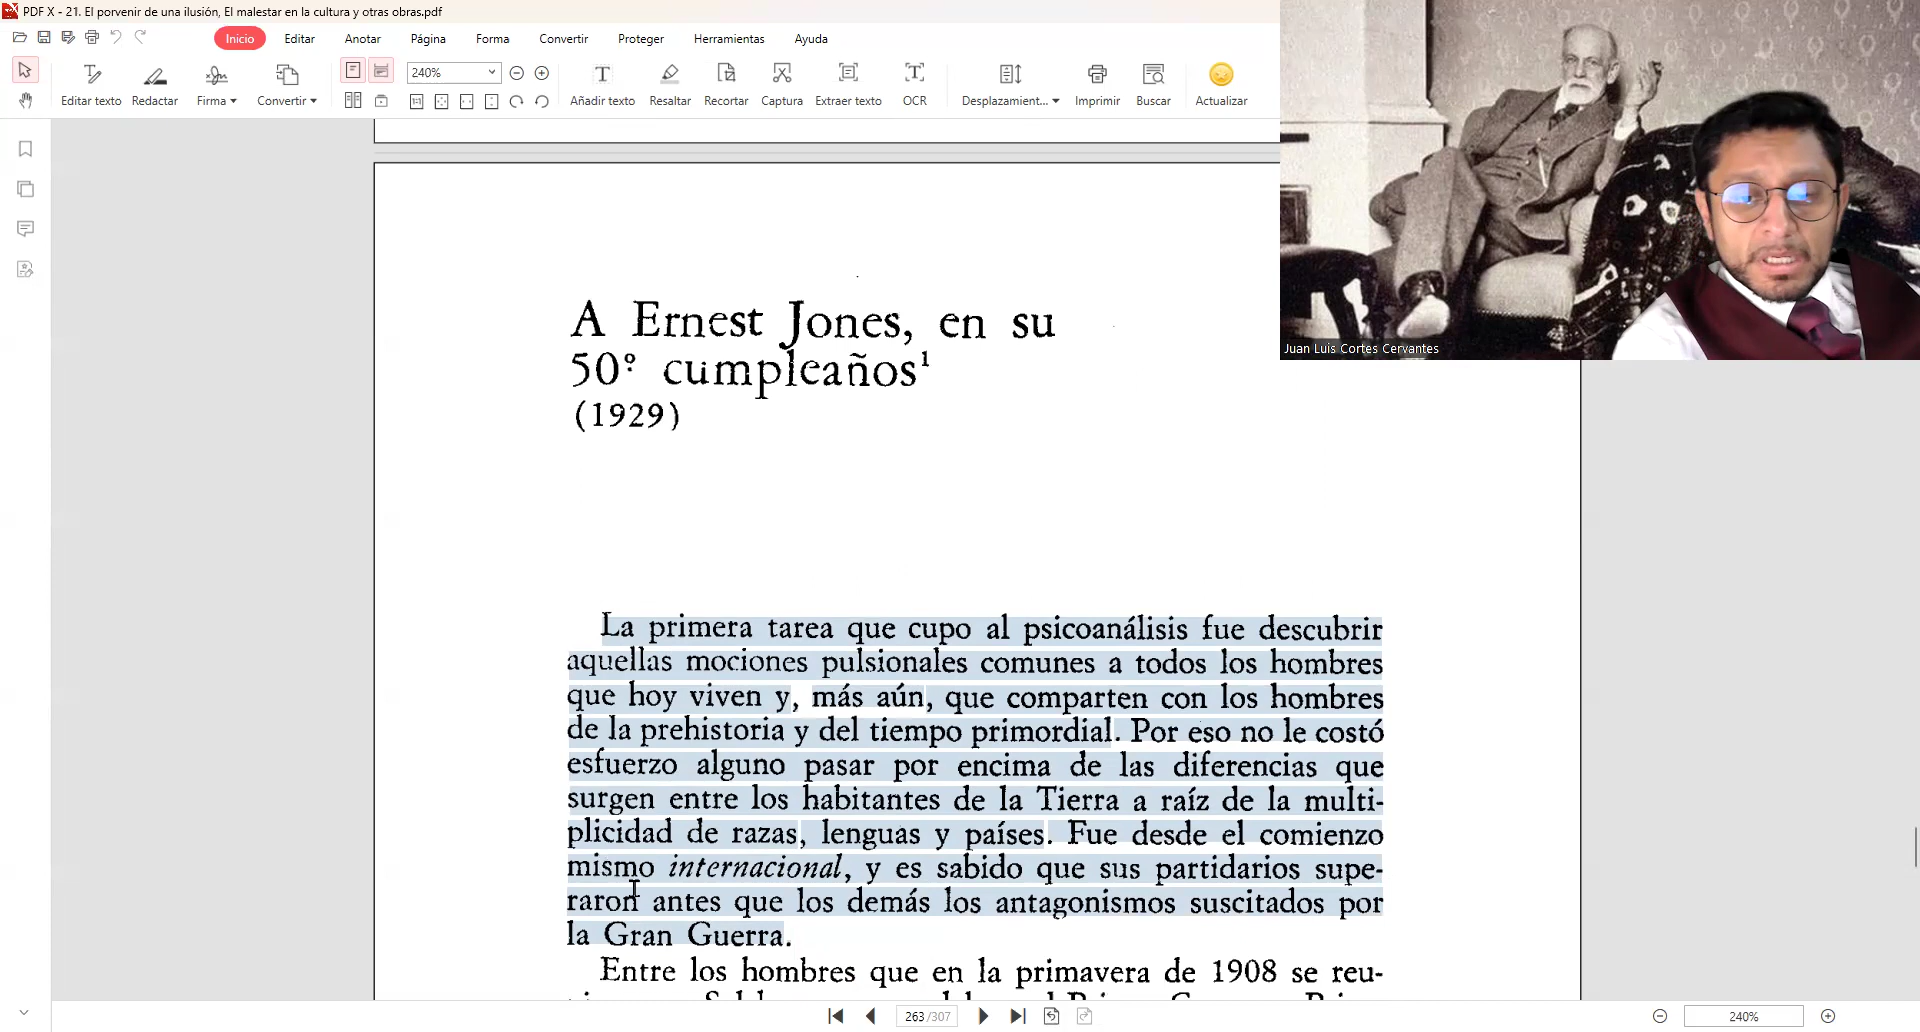 PDF X - 21. El porvenir de una ilusión, El malestar en la cultura y otras obras.pdf
Inicio Editar Anotar Página Forma Convertir Proteger Herramientas Ayuda
240%
Editar texto Redactar Firma Convertir Añadir texto Resaltar Recortar Captura Extraer texto OCR Desplazamient... Imprimir Buscar Actualizar
Juan Luis Cortes Cervantes
A Ernest Jones, en su
50º cumpleaños¹
(1929)
La primera tarea que cupo al psicoanálisis fue descubrir
aquellas mociones pulsionales comunes a todos los hombres
que hoy viven y, más aún, que comparten con los hombres
de la prehistoria y del tiempo primordial. Por eso no le costó
esfuerzo alguno pasar por encima de las diferencias que
surgen entre los habitantes de la Tierra a raíz de la multi-
plicidad de razas, lenguas y países. Fue desde el comienzo
mismo internacional, y es sabido que sus partidarios supe-
raron antes que los demás los antagonismos suscitados por
la Gran Guerra.
Entre los hombres que en la primavera de 1908 se reu-
263/307
240%